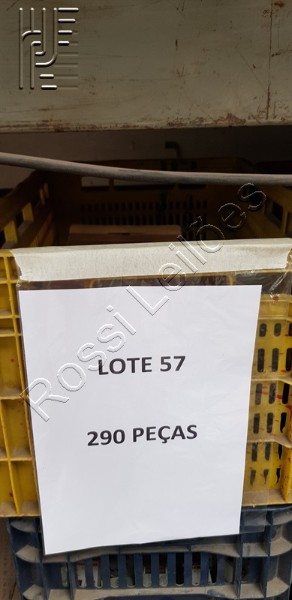 LOTE 57
290 PEÇAS
Rossi Leilões